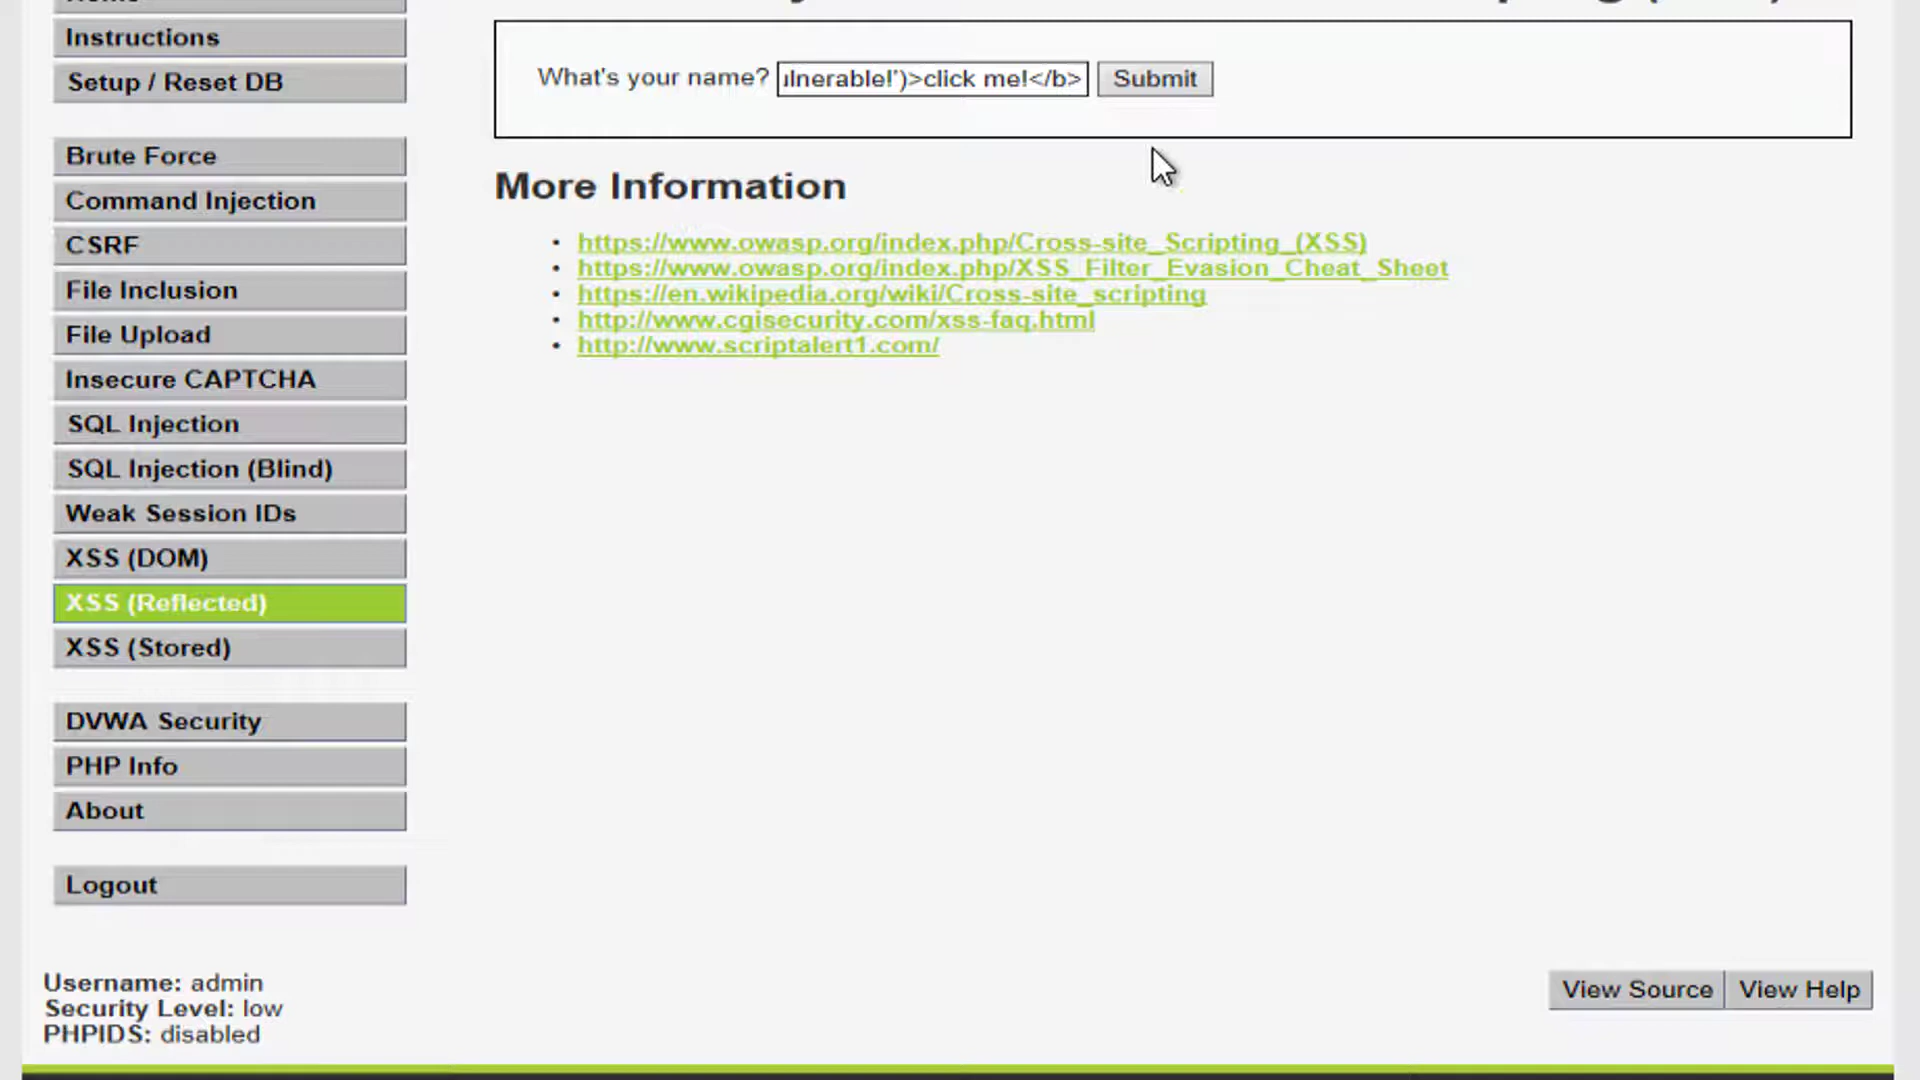 Instructions
Setup / Reset DB
Brute Force
Command Injection
CSRF
File Inclusion
File Upload
Insecure CAPTCHA
SQL Injection
SQL Injection (Blind)
Weak Session IDs
XSS (DOM)
XSS (Reflected)
XSS (Stored)
DVWA Security
PHP Info
About
Logout
Username: admin
Security Level: low
PHPIDS: disabled
What's your name? ulnerable!')>click me!</b> Submit
More Information
• https://www.owasp.org/index.php/Cross-site_Scripting_(XSS)
• https://www.owasp.org/index.php/XSS_Filter_Evasion_Cheat_Sheet
• https://en.wikipedia.org/wiki/Cross-site_scripting
• http://www.cgisecurity.com/xss-faq.html
• http://www.scriptalert1.com/
View Source View Help